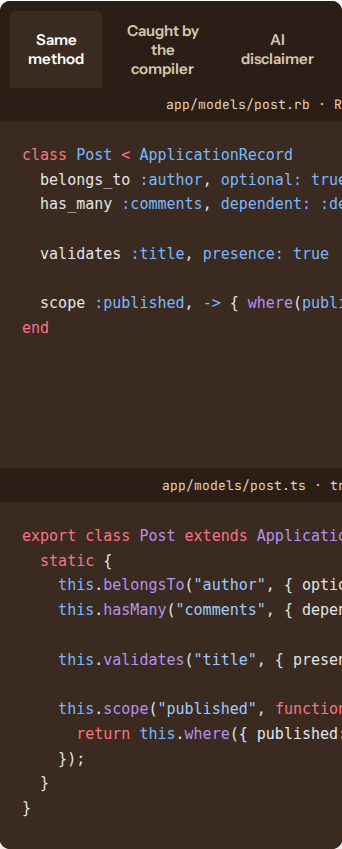 Same method
Caught by the compiler
AI disclaimer
app/models/post.rb · R
class Post < ApplicationRecord
  belongs_to :author, optional: true
  has_many :comments, dependent: :de

  validates :title, presence: true

  scope :published, -> { where(publi
end
app/models/post.ts · tr
export class Post extends Applicatio
  static {
    this.belongsTo("author", { optio
    this.hasMany("comments", { depen

    this.validates("title", { presen

    this.scope("published", function
      return this.where({ published:
    });
  }
}